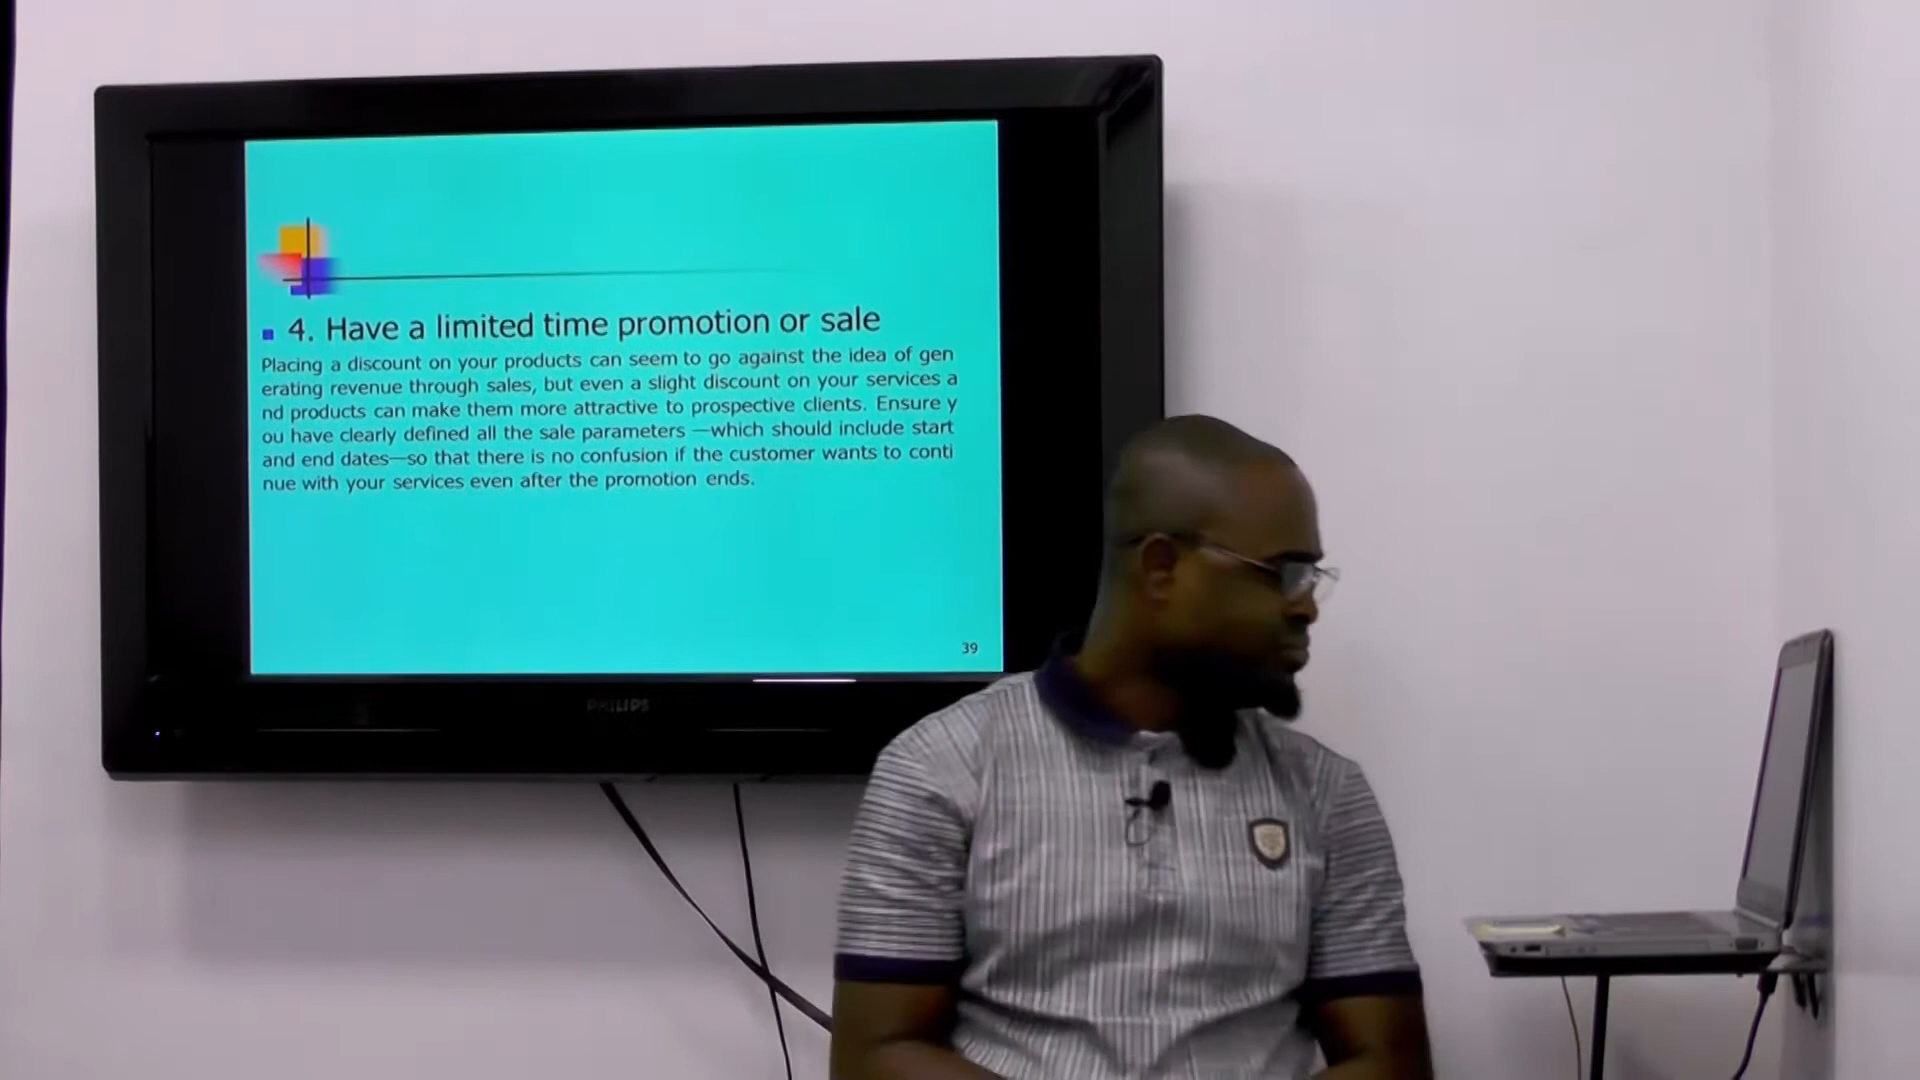 4. Have a limited time promotion or sale
Placing a discount on your products can seem to go against the idea of gen
erating revenue through sales, but even a slight discount on your services a
nd products can make them more attractive to prospective clients. Ensure y
ou have clearly defined all the sale parameters —which should include start
and end dates—so that there is no confusion if the customer wants to conti
nue with your services even after the promotion ends.
39
PHILIPS